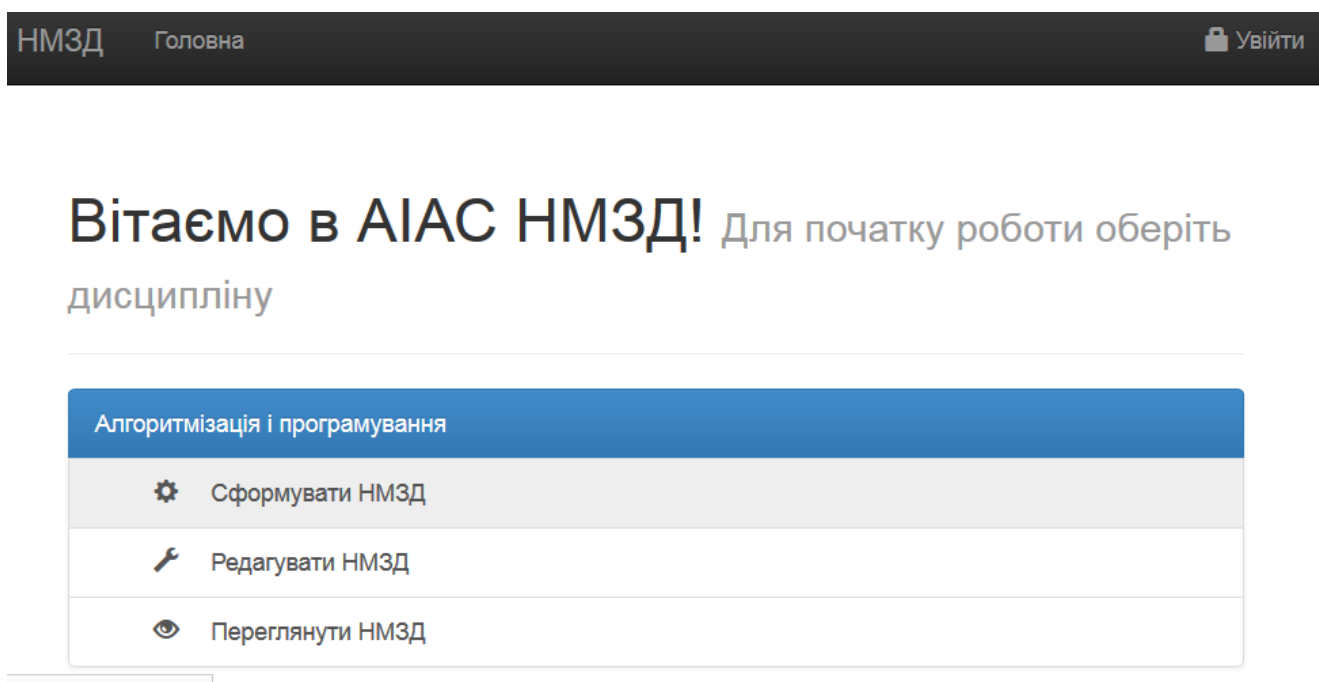 НМЗД Головна Увійти
Вітаємо в АІАС НМЗД! Для початку роботи оберіть
дисципліну
Алгоритмізація і програмування
Сформувати НМЗД
Редагувати НМЗД
Переглянути НМЗД